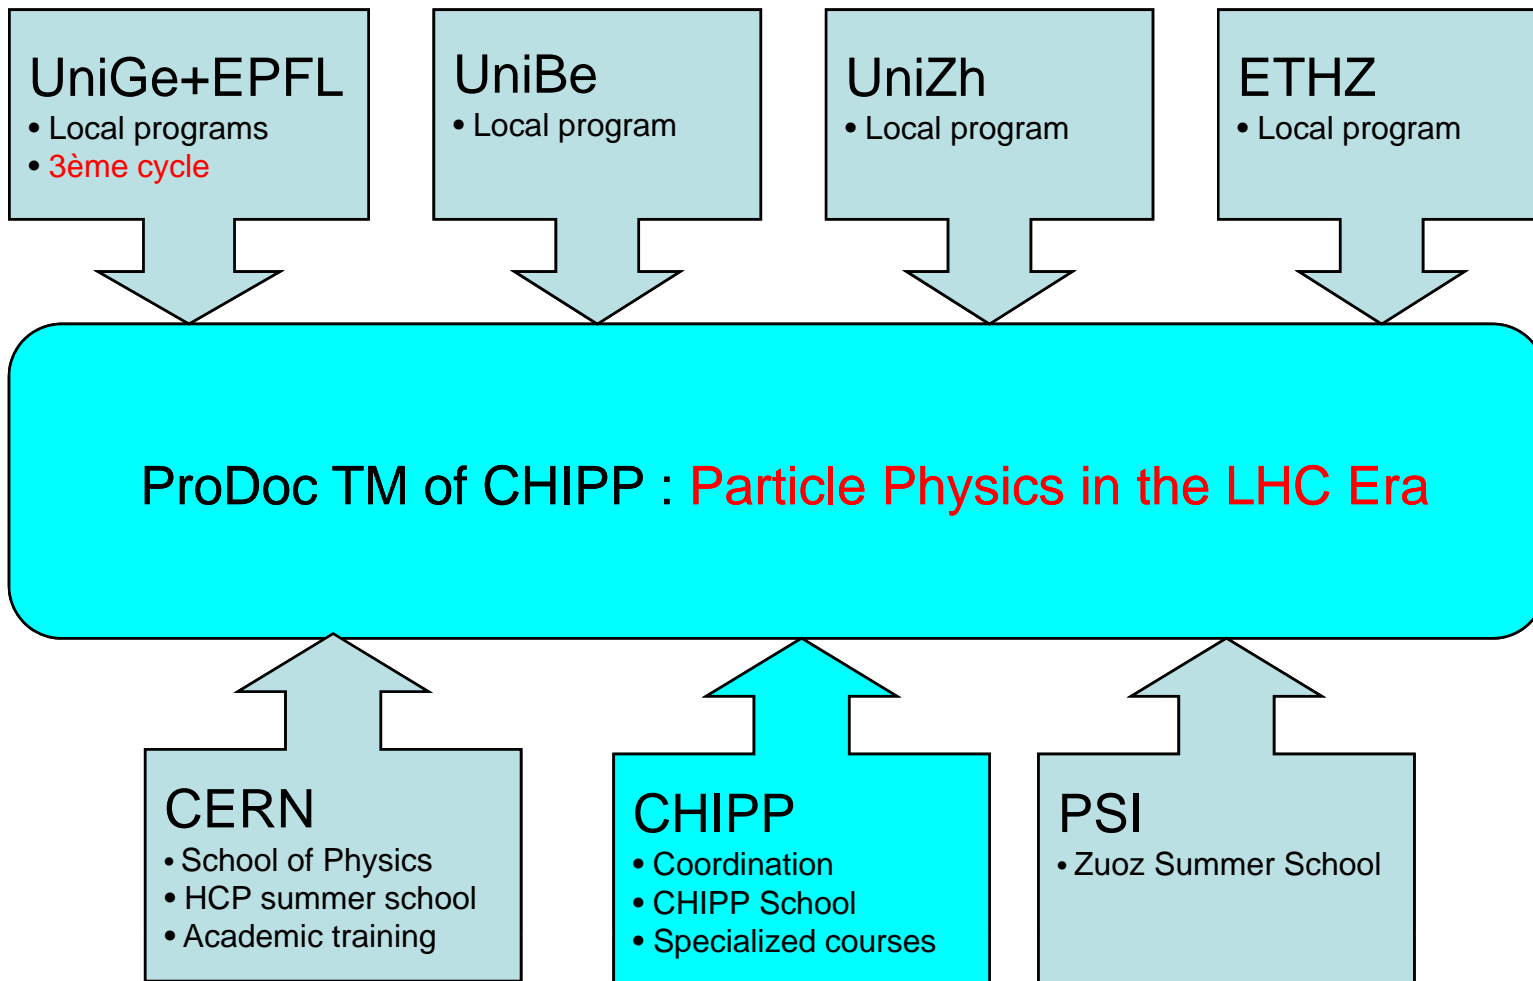 UniGe+EPFL
• Local programs
• 3ème cycle
UniBe
• Local program
UniZh
• Local program
ETHZ
• Local program
ProDoc TM of CHIPP : Particle Physics in the LHC Era
CERN
• School of Physics
• HCP summer school
• Academic training
CHIPP
• Coordination
• CHIPP School
• Specialized courses
PSI
• Zuoz Summer School